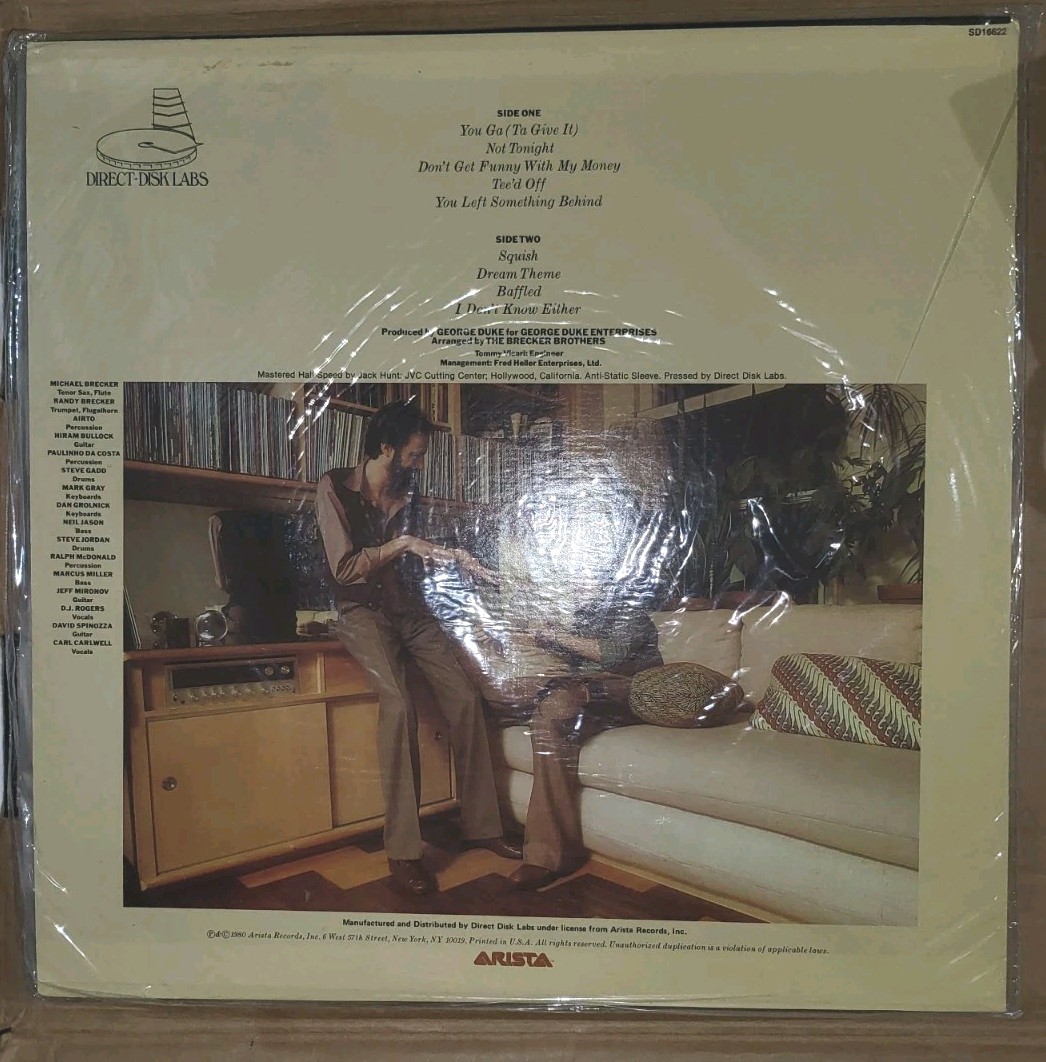 SD16622
DIRECT-DISK LABS
SIDE ONE
You Ga (Ta Give It)
Not Tonight
Don't Get Funny With My Money
Tee'd Off
You Left Something Behind
SIDE TWO
Squish
Dream Theme
Baffled
I Don't Know Either
Produced by GEORGE DUKE for GEORGE DUKE ENTERPRISES
Arranged by THE BRECKER BROTHERS
Tommy Vicari: Engineer
Management: Fred Heller Enterprises, Ltd.
Mastered Half Speed by Jack Hunt: JVC Cutting Center; Hollywood, California. Anti-Static Sleeve. Pressed by Direct Disk Labs.
MICHAEL BRECKER
Tenor Sax, Flute
RANDY BRECKER
Trumpet, Flugelhorn
AIRTO
Percussion
HIRAM BULLOCK
Guitar
PAULINHO DA COSTA
Percussion
STEVE GADD
Drums
MARK GRAY
Keyboards
DAN GROLNICK
Keyboards
NEIL JASON
Bass
STEVE JORDAN
Drums
RALPH McDONALD
Percussion
MARCUS MILLER
Bass
JEFF MIRONOV
Guitar
D.J. ROGERS
Vocals
DAVID SPINOZZA
Guitar
CARL CARLWELL
Vocals
Manufactured and Distributed by Direct Disk Labs under license from Arista Records, Inc.
℗&©1980 Arista Records, Inc. 6 West 57th Street, New York, NY 10019. Printed in U.S.A. All rights reserved. Unauthorized duplication is a violation of applicable laws.
ARISTA